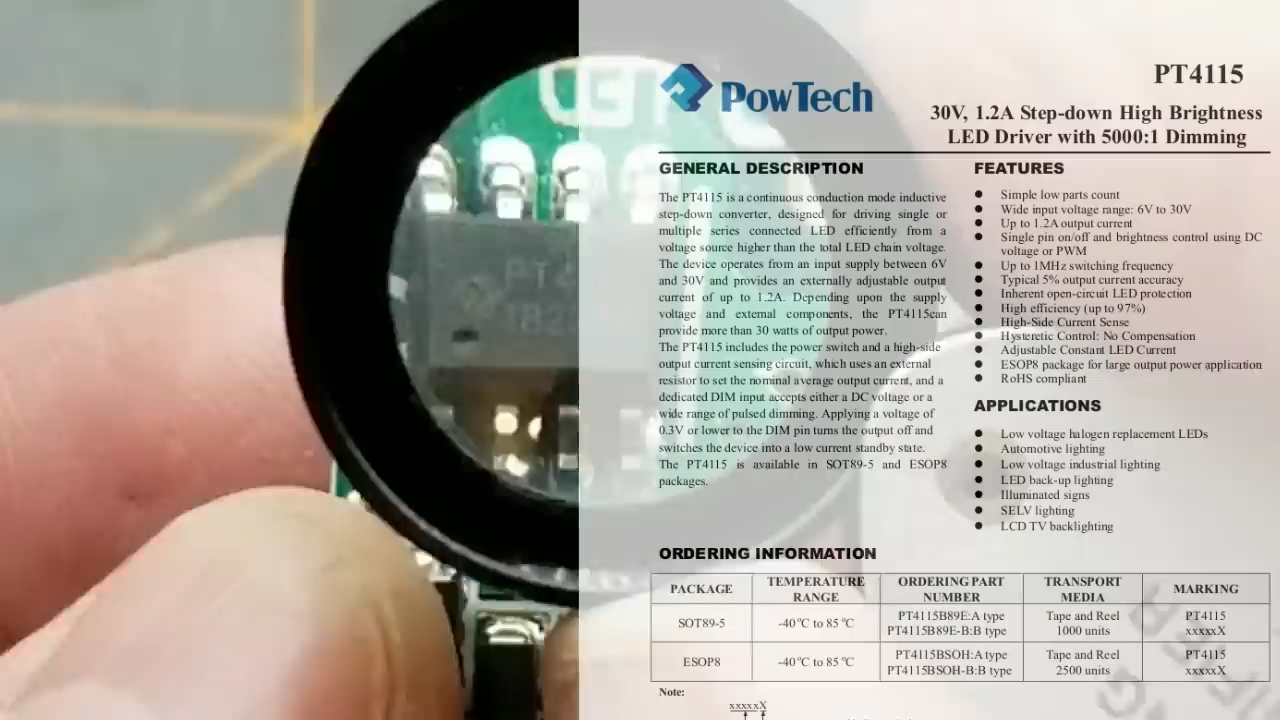 PT4
PowTech
PT4115
30V, 1.2A Step-down High Brightness
LED Driver with 5000:1 Dimming
GENERAL DESCRIPTION
The PT4115 is a continuous conduction mode inductive
step-down converter, designed for driving single or
multiple series connected LED efficiently from a
voltage source higher than the total LED chain voltage.
The device operates from an input supply between 6V
and 30V and provides an externally adjustable output
current of up to 1.2A. Depending upon the supply
voltage and external components, the PT4115can
provide more than 30 watts of output power.
The PT4115 includes the power switch and a high-side
output current sensing circuit, which uses an external
resistor to set the nominal average output current, and a
dedicated DIM input accepts either a DC voltage or a
wide range of pulsed dimming. Applying a voltage of
0.3V or lower to the DIM pin turns the output off and
switches the device into a low current standby state.
The PT4115 is available in SOT89-5 and ESOP8
packages.
FEATURES
● Simple low parts count
● Wide input voltage range: 6V to 30V
● Up to 1.2A output current
● Single pin on/off and brightness control using DC
voltage or PWM
● Up to 1MHz switching frequency
● Typical 5% output current accuracy
● Inherent open-circuit LED protection
● High efficiency (up to 97%)
● High-Side Current Sense
● Hysteretic Control: No Compensation
● Adjustable Constant LED Current
● ESOP8 package for large output power application
● RoHS compliant
APPLICATIONS
● Low voltage halogen replacement LEDs
● Automotive lighting
● Low voltage industrial lighting
● LED back-up lighting
● Illuminated signs
● SELV lighting
● LCD TV backlighting
ORDERING INFORMATION
PACKAGE TEMPERATURE RANGE ORDERING PART NUMBER TRANSPORT MEDIA MARKING
SOT89-5 -40 °C to 85 °C PT4115B89E:A type PT4115B89E-B:B type Tape and Reel 1000 units PT4115 xxxxxX
ESOP8 -40 °C to 85 °C PT4115BSOH:A type PT4115BSOH-B:B type Tape and Reel 2500 units PT4115 xxxxxX
Note:
xxxxxX